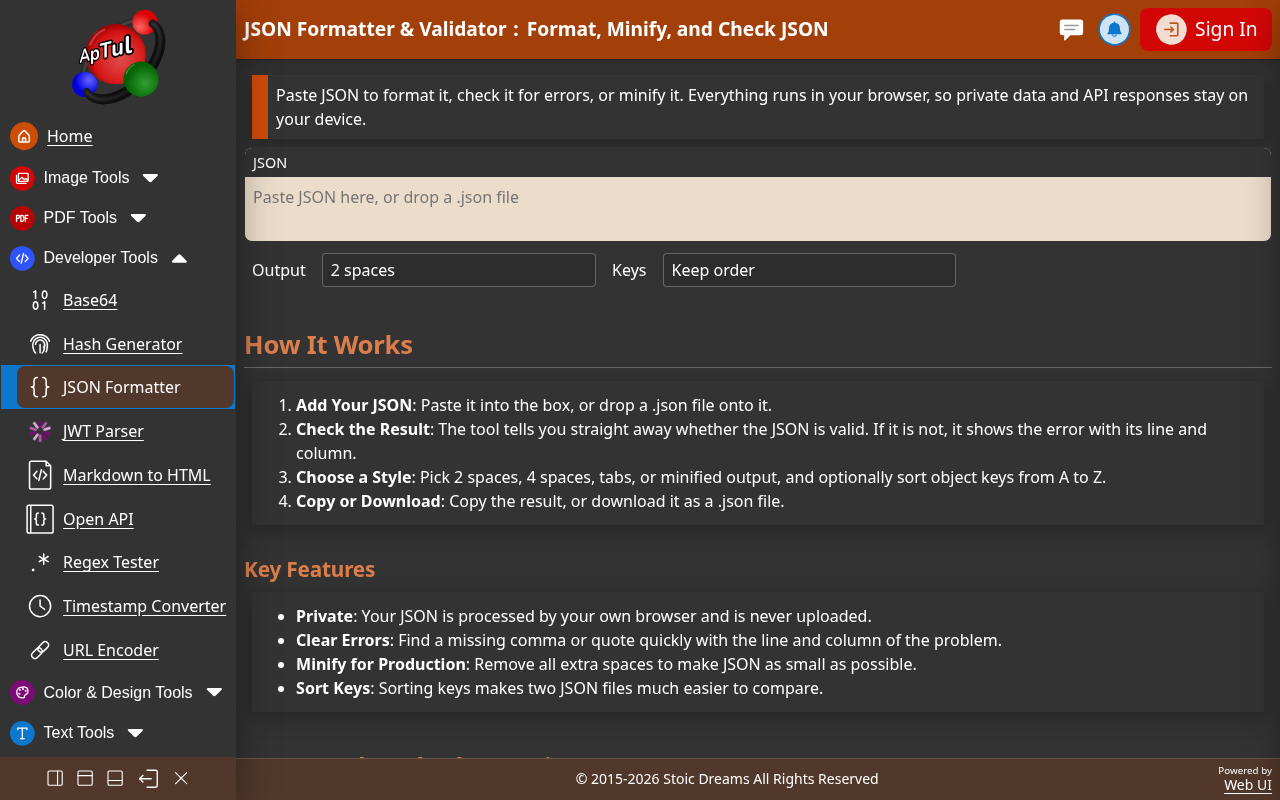 ApTul
Home
Image Tools
PDF
PDF Tools
Developer Tools
Base64
Hash Generator
JSON Formatter
JWT Parser
Markdown to HTML
Open API
Regex Tester
Timestamp Converter
URL Encoder
Color & Design Tools
Text Tools
JSON Formatter & Validator : Format, Minify, and Check JSON
Sign In
Paste JSON to format it, check it for errors, or minify it. Everything runs in your browser, so private data and API responses stay on
your device.
JSON
Paste JSON here, or drop a .json file
Output 2 spaces Keys Keep order
How It Works
1. Add Your JSON: Paste it into the box, or drop a .json file onto it.
2. Check the Result: The tool tells you straight away whether the JSON is valid. If it is not, it shows the error with its line and
column.
3. Choose a Style: Pick 2 spaces, 4 spaces, tabs, or minified output, and optionally sort object keys from A to Z.
4. Copy or Download: Copy the result, or download it as a .json file.
Key Features
• Private: Your JSON is processed by your own browser and is never uploaded.
• Clear Errors: Find a missing comma or quote quickly with the line and column of the problem.
• Minify for Production: Remove all extra spaces to make JSON as small as possible.
• Sort Keys: Sorting keys makes two JSON files much easier to compare.
© 2015-2026 Stoic Dreams All Rights Reserved
Powered by
Web UI